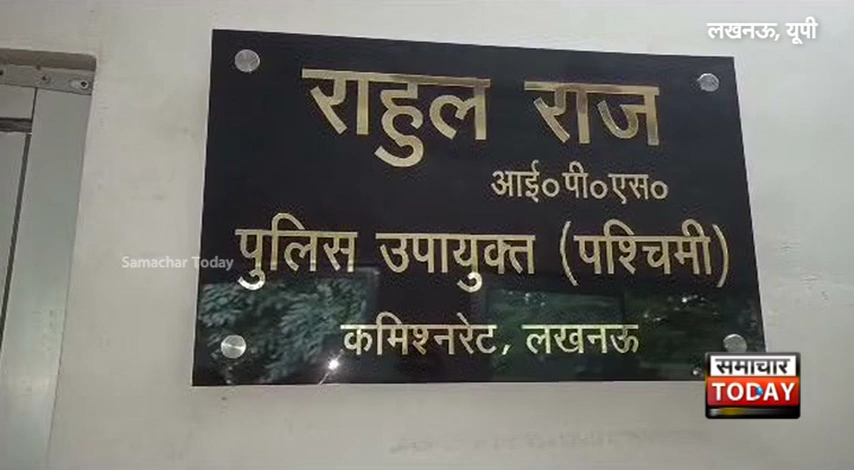 लखनऊ, यूपी
राहुल राज
आई०पी०एस०
पुलिस उपायुक्त (पश्चिमी)
Samachar Today
कमिश्नरेट, लखनऊ
समाचार
TODAY